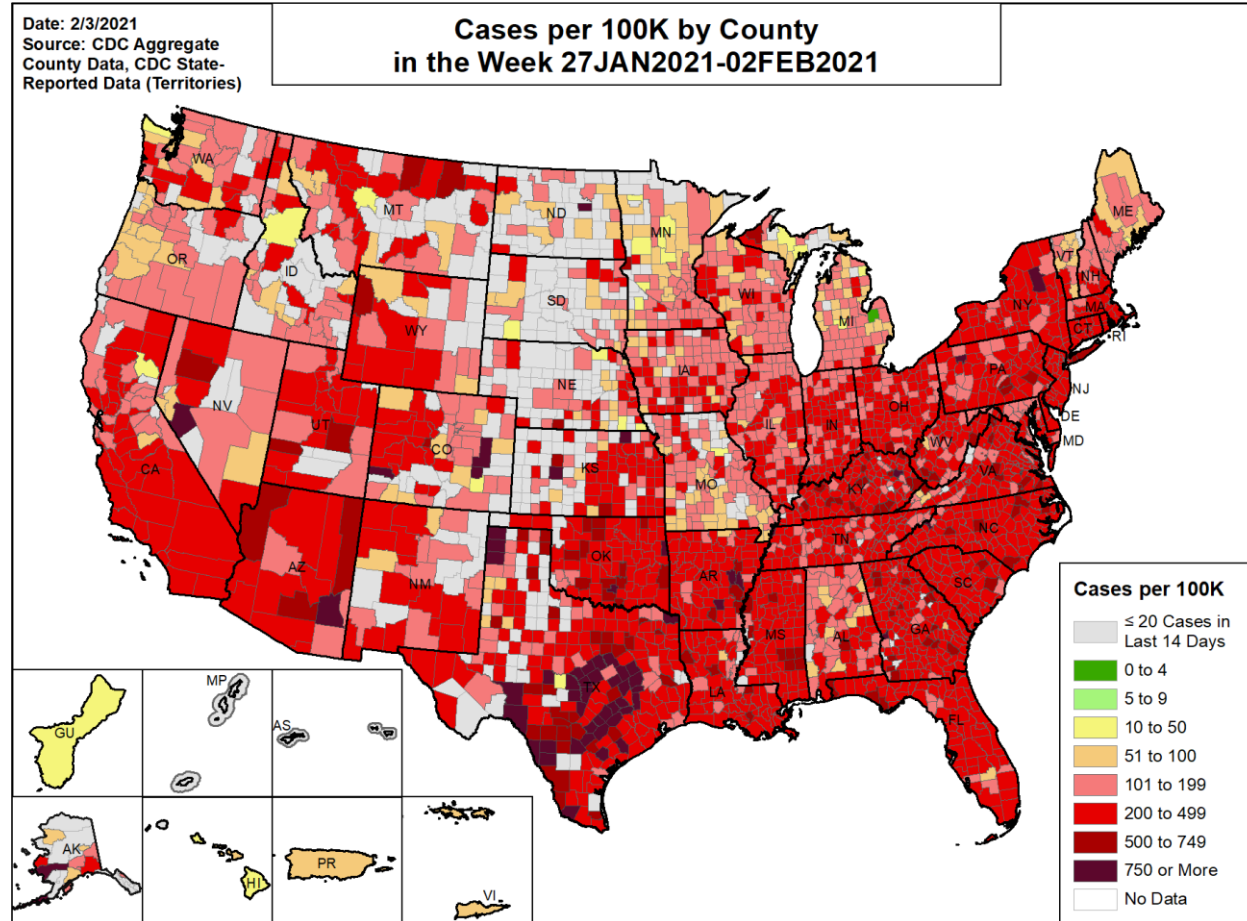 Date: 2/3/2021
Source: CDC Aggregate
County Data, CDC State-
Reported Data (Territories)
Cases per 100K by County
in the Week 27JAN2021-02FEB2021
WA
MT
ND
MN
ME
OR
ID
SD
WI
MI
VT
NH
NY
MA
CT
RI
WY
NE
IA
PA
NJ
NV
UT
CO
KS
MO
IL
IN
OH
WV
DE
MD
VA
CA
KY
AZ
NM
OK
AR
TN
NC
SC
TX
LA
MS
AL
GA
FL
GU
MP
AS
AK
HI
PR
VI
Cases per 100K
≤ 20 Cases in
Last 14 Days
0 to 4
5 to 9
10 to 50
51 to 100
101 to 199
200 to 499
500 to 749
750 or More
No Data